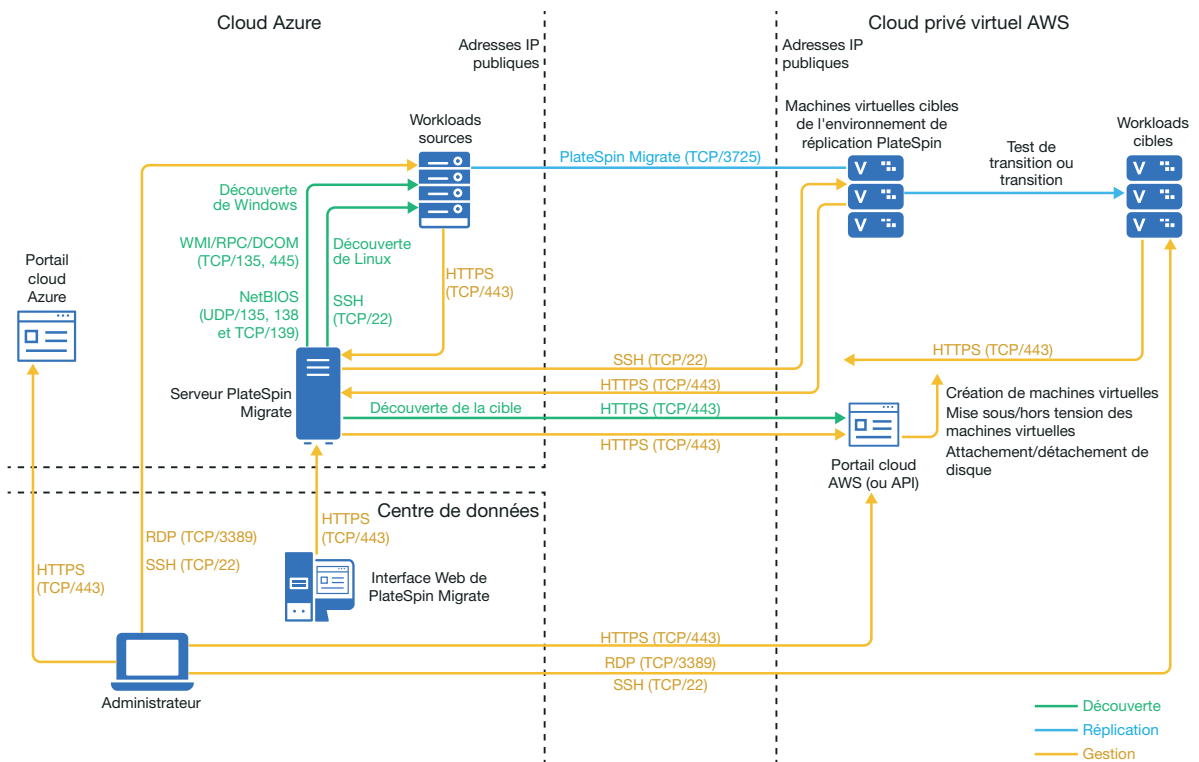 Cloud Azure
Cloud privé virtuel AWS
Adresses IP
publiques
Adresses IP
publiques
Workloads
sources
Machines virtuelles cibles
de l'environnement de
réplication PlateSpin
Workloads
cibles
PlateSpin Migrate (TCP/3725)
Test de
transition ou
transition
Découverte
de Windows
WMI/RPC/DCOM
(TCP/135, 445)
Découverte
de Linux
NetBIOS
(UDP/135, 138
et TCP/139)
SSH
(TCP/22)
HTTPS
(TCP/443)
Portail
cloud
Azure
Serveur PlateSpin
Migrate
SSH (TCP/22)
HTTPS (TCP/443)
HTTPS (TCP/443)
Découverte de la cible
HTTPS (TCP/443)
HTTPS (TCP/443)
Création de machines virtuelles
Mise sous/hors tension des
machines virtuelles
Attachement/détachement de
disque
Portail cloud
AWS (ou API)
Centre de données
HTTPS
(TCP/443)
RDP (TCP/3389)
SSH (TCP/22)
HTTPS
(TCP/443)
Interface Web de
PlateSpin Migrate
HTTPS (TCP/443)
RDP (TCP/3389)
SSH (TCP/22)
Administrateur
Découverte
Réplication
Gestion
V
V
V
V
V
V